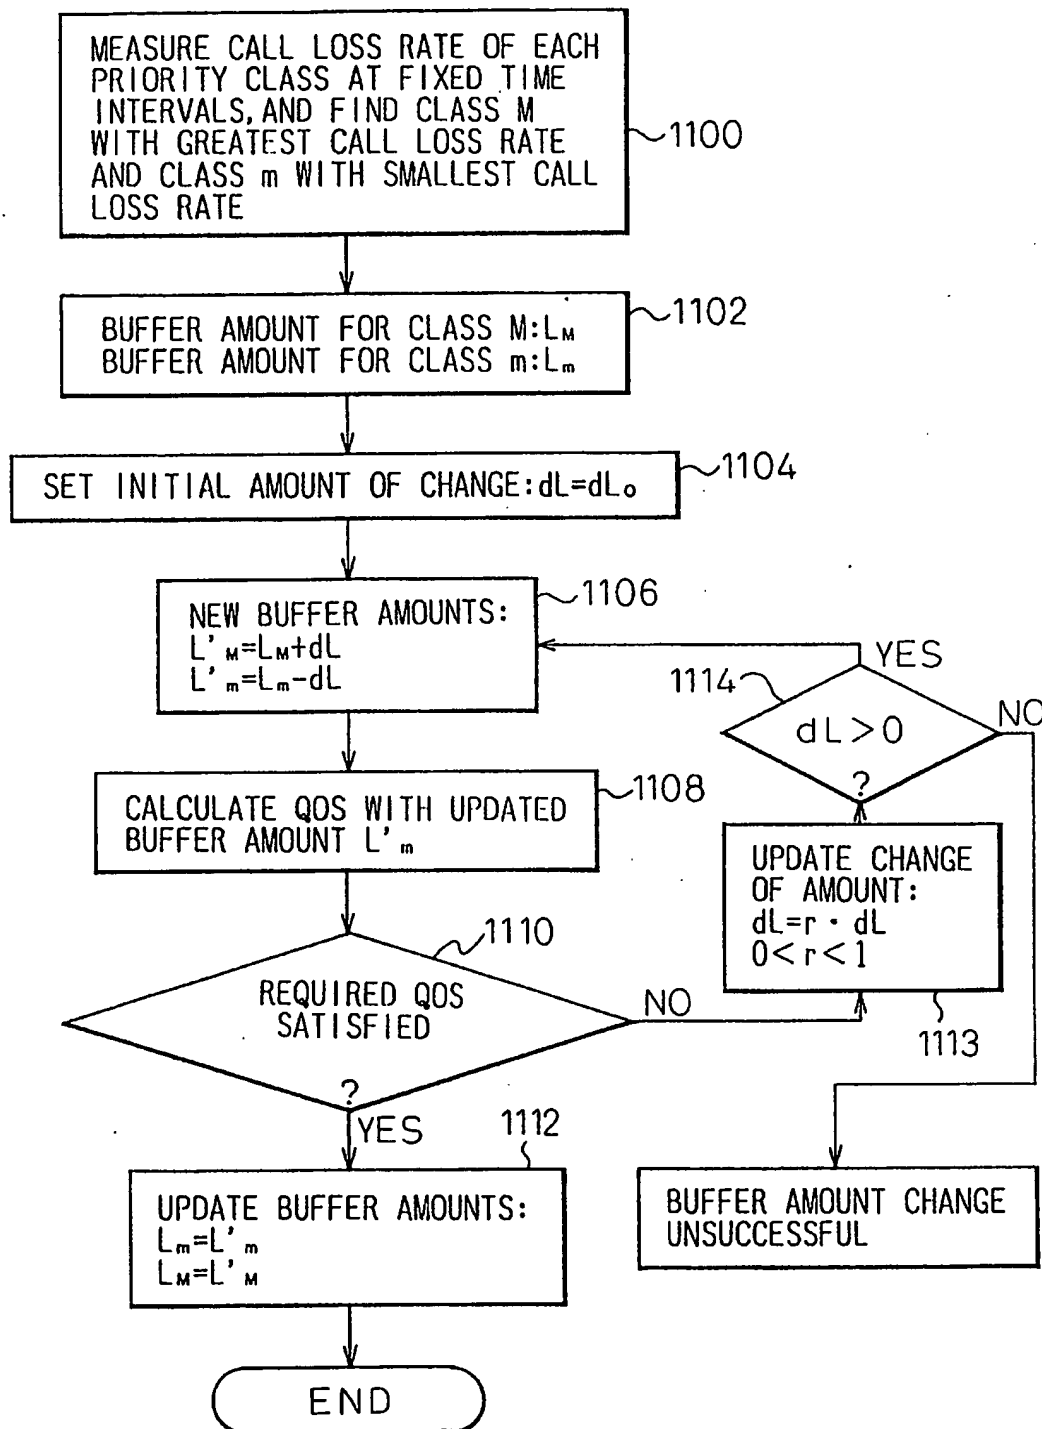 MEASURE CALL LOSS RATE OF EACH
PRIORITY CLASS AT FIXED TIME
INTERVALS, AND FIND CLASS M
WITH GREATEST CALL LOSS RATE
AND CLASS m WITH SMALLEST CALL
LOSS RATE
1100
BUFFER AMOUNT FOR CLASS M:LM
BUFFER AMOUNT FOR CLASS m:Lm
1102
SET INITIAL AMOUNT OF CHANGE:dL=dLo
1104
NEW BUFFER AMOUNTS:
L'M=LM+dL
L'm=Lm-dL
1106
YES
1114
dL>0
?
NO
CALCULATE QOS WITH UPDATED
BUFFER AMOUNT L'm
1108
UPDATE CHANGE
OF AMOUNT:
dL=r · dL
0<r<1
1113
1110
REQUIRED QOS
SATISFIED
?
NO
YES
1112
UPDATE BUFFER AMOUNTS:
Lm=L'm
LM=L'M
BUFFER AMOUNT CHANGE
UNSUCCESSFUL
END